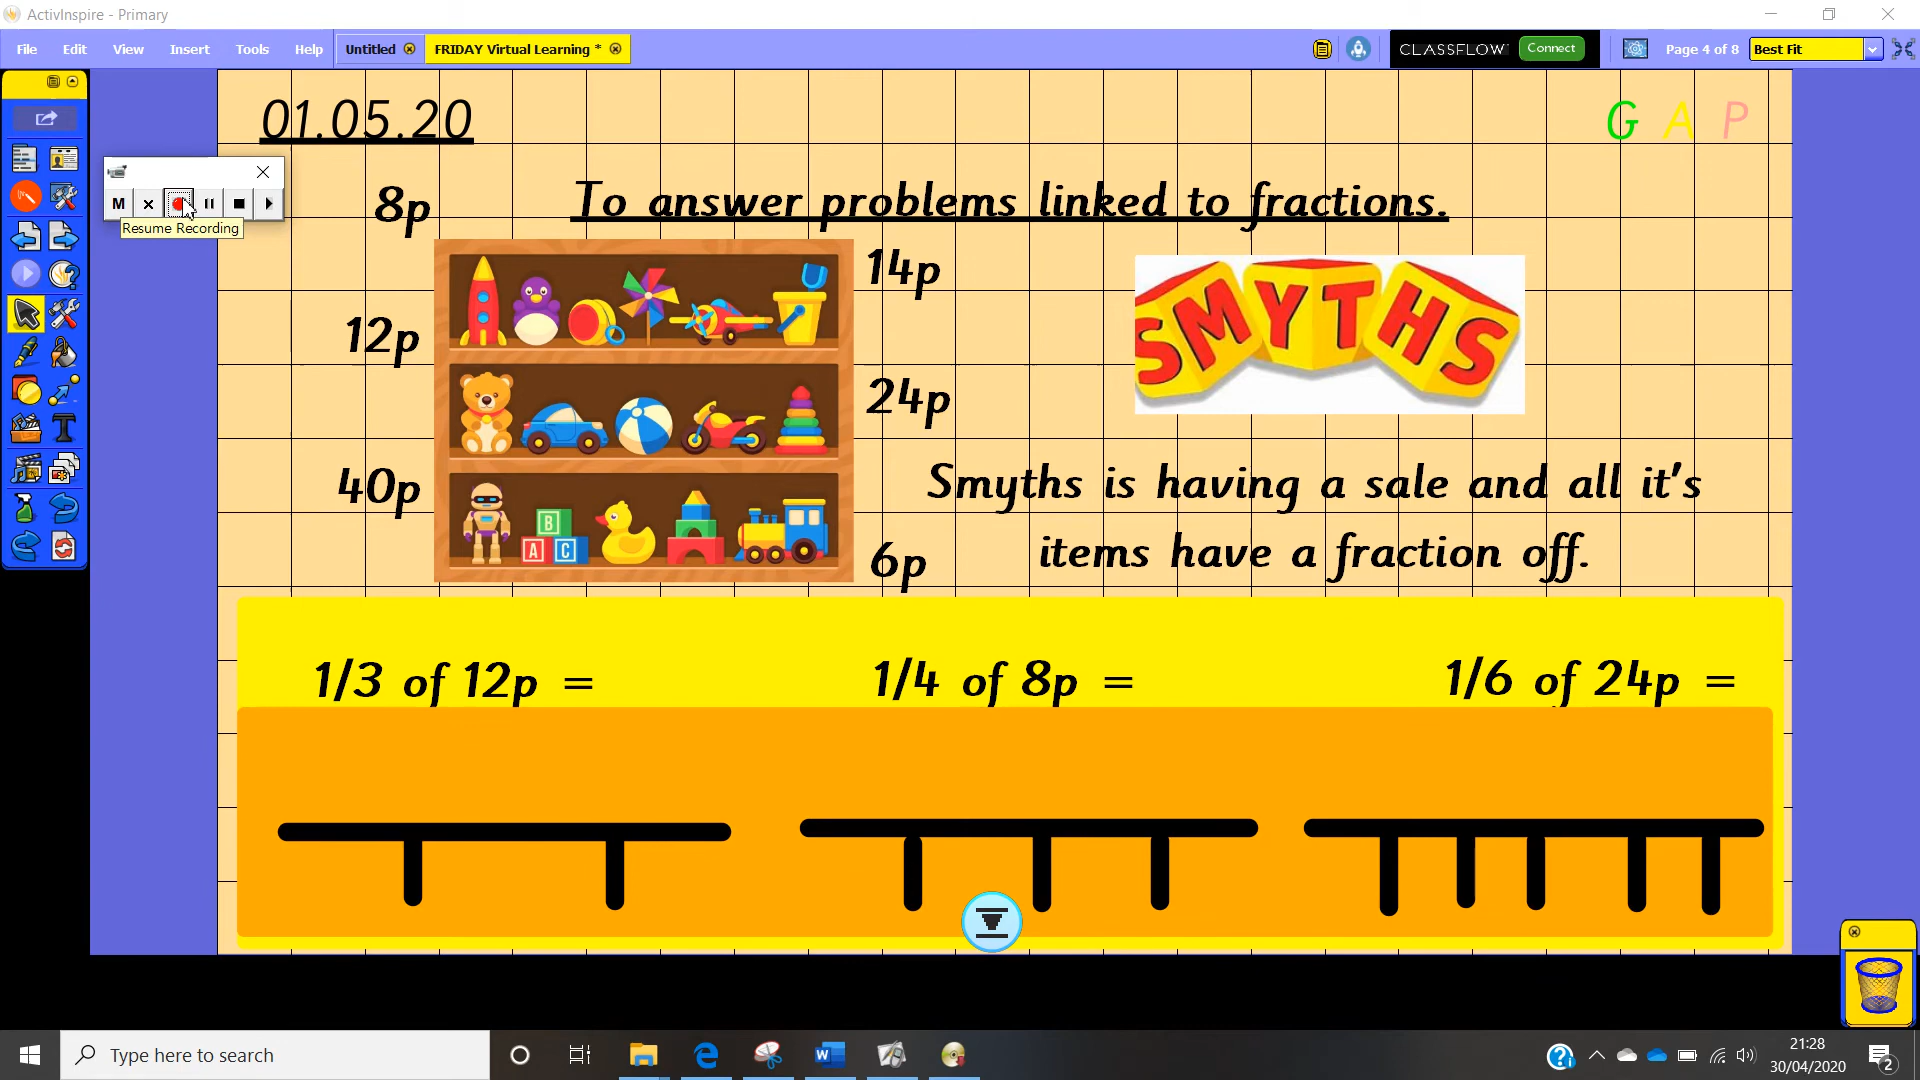 ActivInspire - Primary
File Edit View Insert Tools Help Untitled FRIDAY Virtual Learning * CLASSFLOW Connect Page 4 of 8 Best Fit
01.05.20
G A P
M
Resume Recording
8p
To answer problems linked to fractions.
14p
SMYTHS
12p
24p
40p
Smyths is having a sale and all it's
items have a fraction off.
B
A C
6p
1/3 of 12p =
1/4 of 8p =
1/6 of 24p =
Type here to search
21:28
30/04/2020
2